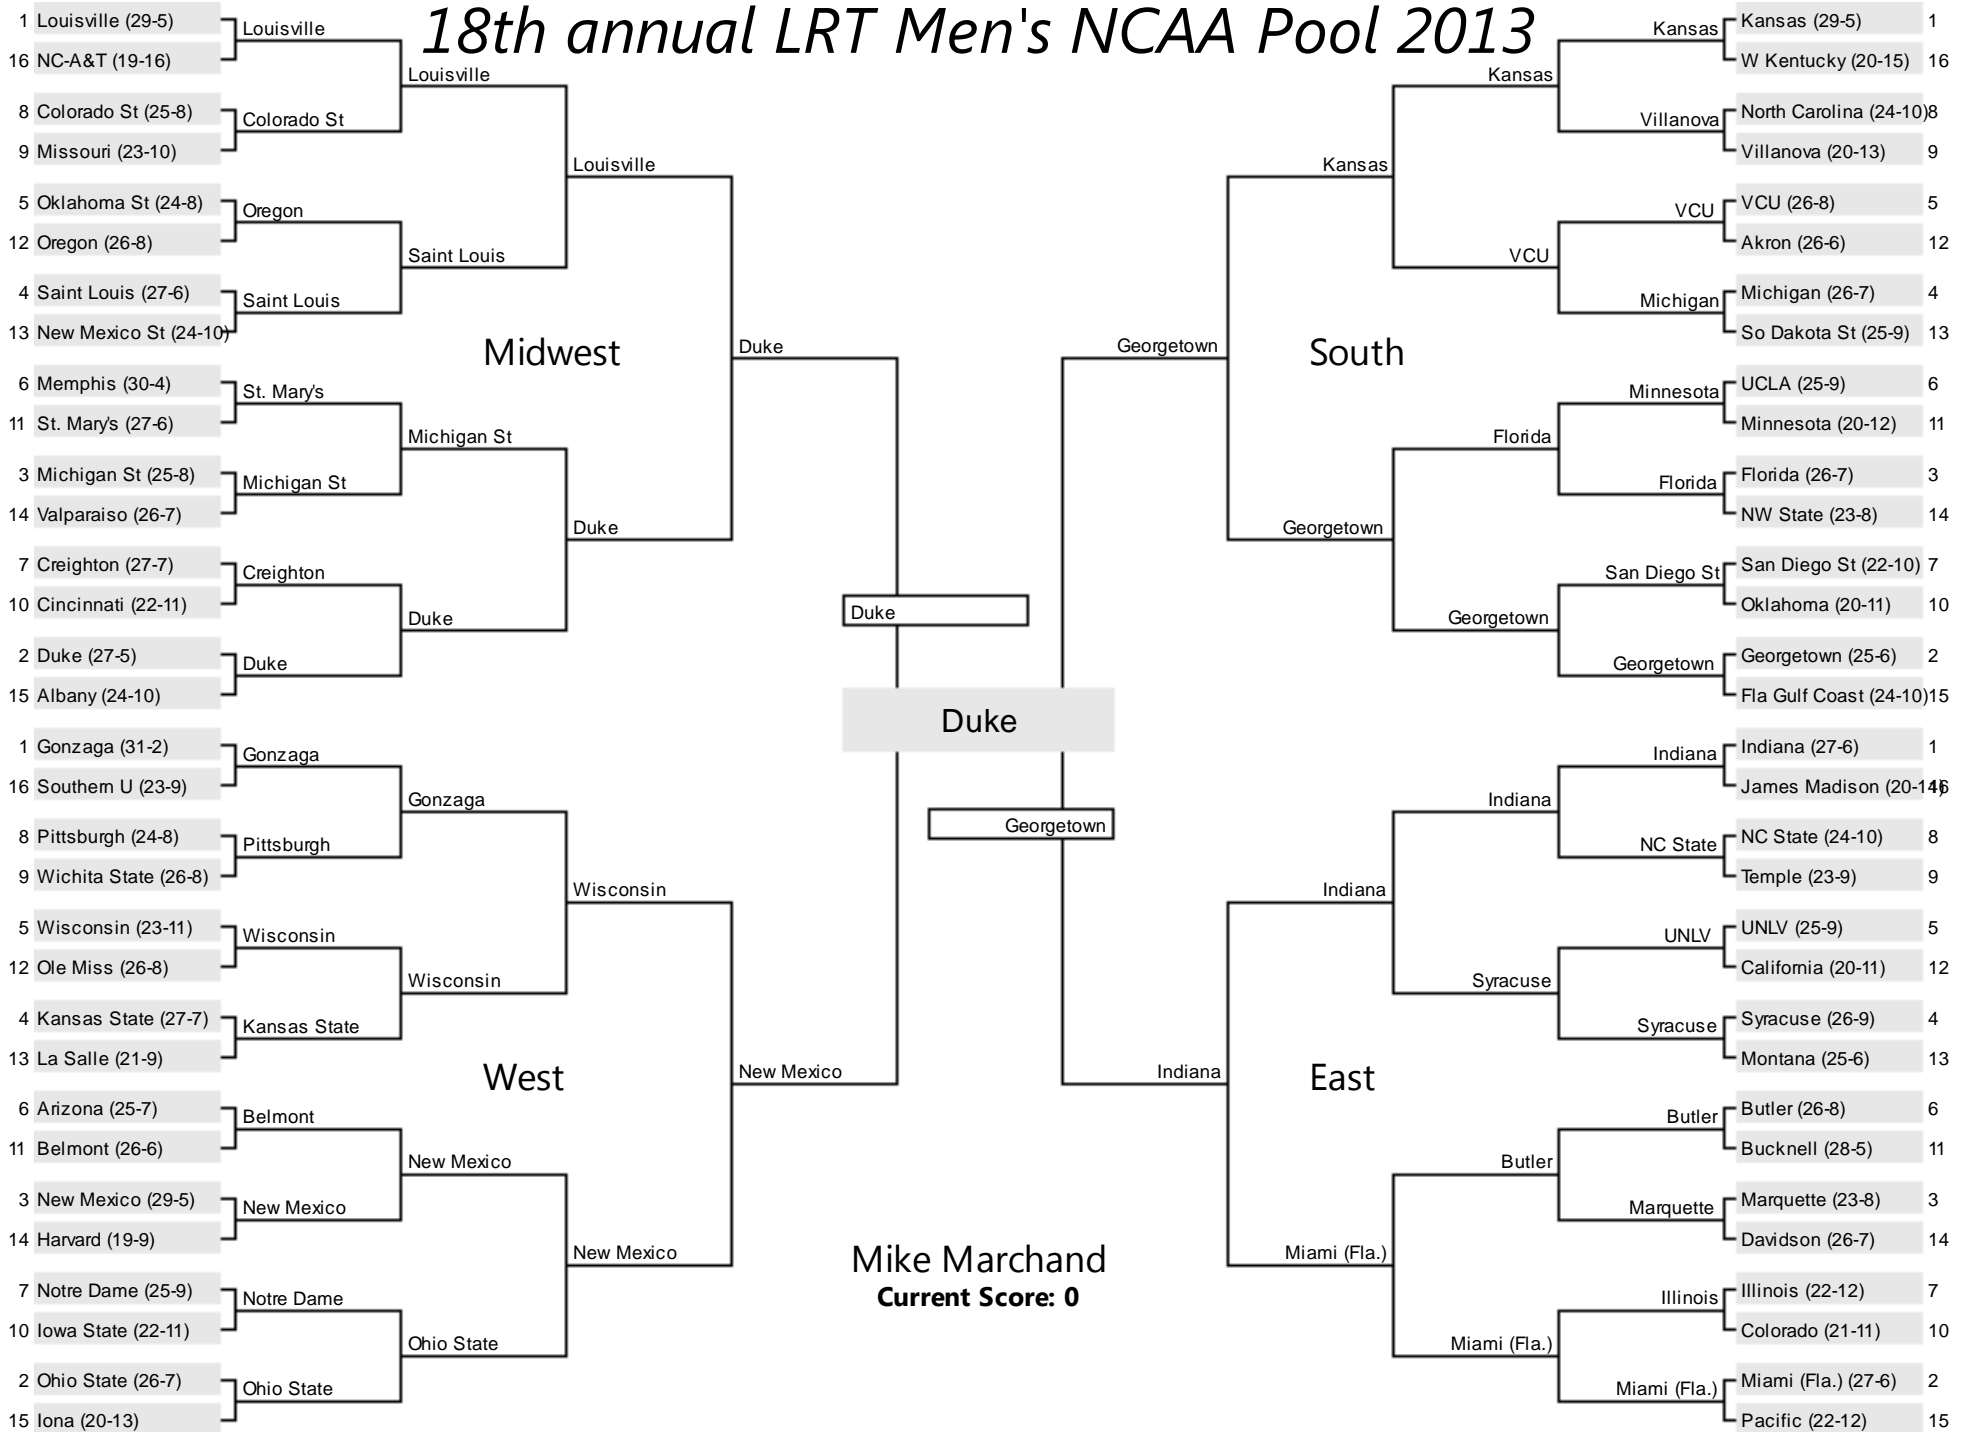 18th annual LRT Men's NCAA Pool 2013
1 Louisville (29-5)
16 NC-A&T (19-16)
8 Colorado St (25-8)
9 Missouri (23-10)
5 Oklahoma St (24-8)
12 Oregon (26-8)
4 Saint Louis (27-6)
13 New Mexico St (24-10)
6 Memphis (30-4)
11 St. Mary's (27-6)
3 Michigan St (25-8)
14 Valparaiso (26-7)
7 Creighton (27-7)
10 Cincinnati (22-11)
2 Duke (27-5)
15 Albany (24-10)
Louisville
Colorado St
Oregon
Saint Louis
St. Mary's
Michigan St
Creighton
Duke
Louisville
Saint Louis
Michigan St
Duke
Louisville
Duke
Duke
Midwest
1 Gonzaga (31-2)
16 Southern U (23-9)
8 Pittsburgh (24-8)
9 Wichita State (26-8)
5 Wisconsin (23-11)
12 Ole Miss (26-8)
4 Kansas State (27-7)
13 La Salle (21-9)
6 Arizona (25-7)
11 Belmont (26-6)
3 New Mexico (29-5)
14 Harvard (19-9)
7 Notre Dame (25-9)
10 Iowa State (22-11)
2 Ohio State (26-7)
15 Iona (20-13)
Gonzaga
Pittsburgh
Wisconsin
Kansas State
Belmont
New Mexico
Notre Dame
Ohio State
Gonzaga
Wisconsin
New Mexico
Ohio State
Wisconsin
New Mexico
New Mexico
West
Duke
Duke
Georgetown
Mike Marchand
Current Score: 0
Kansas (29-5) 1
W Kentucky (20-15) 16
North Carolina (24-10) 8
Villanova (20-13) 9
VCU (26-8) 5
Akron (26-6) 12
Michigan (26-7) 4
So Dakota St (25-9) 13
UCLA (25-9) 6
Minnesota (20-12) 11
Florida (26-7) 3
NW State (23-8) 14
San Diego St (22-10) 7
Oklahoma (20-11) 10
Georgetown (25-6) 2
Fla Gulf Coast (24-10) 15
Kansas
Villanova
VCU
Michigan
Minnesota
Florida
San Diego St
Georgetown
Kansas
VCU
Florida
Georgetown
Kansas
Georgetown
Georgetown
South
Indiana (27-6) 1
James Madison (20-14) 16
NC State (24-10) 8
Temple (23-9) 9
UNLV (25-9) 5
California (20-11) 12
Syracuse (26-9) 4
Montana (25-6) 13
Butler (26-8) 6
Bucknell (28-5) 11
Marquette (23-8) 3
Davidson (26-7) 14
Illinois (22-12) 7
Colorado (21-11) 10
Miami (Fla.) (27-6) 2
Pacific (22-12) 15
Indiana
NC State
UNLV
Syracuse
Butler
Marquette
Illinois
Miami (Fla.)
Indiana
Syracuse
Butler
Miami (Fla.)
Indiana
Miami (Fla.)
Indiana
East